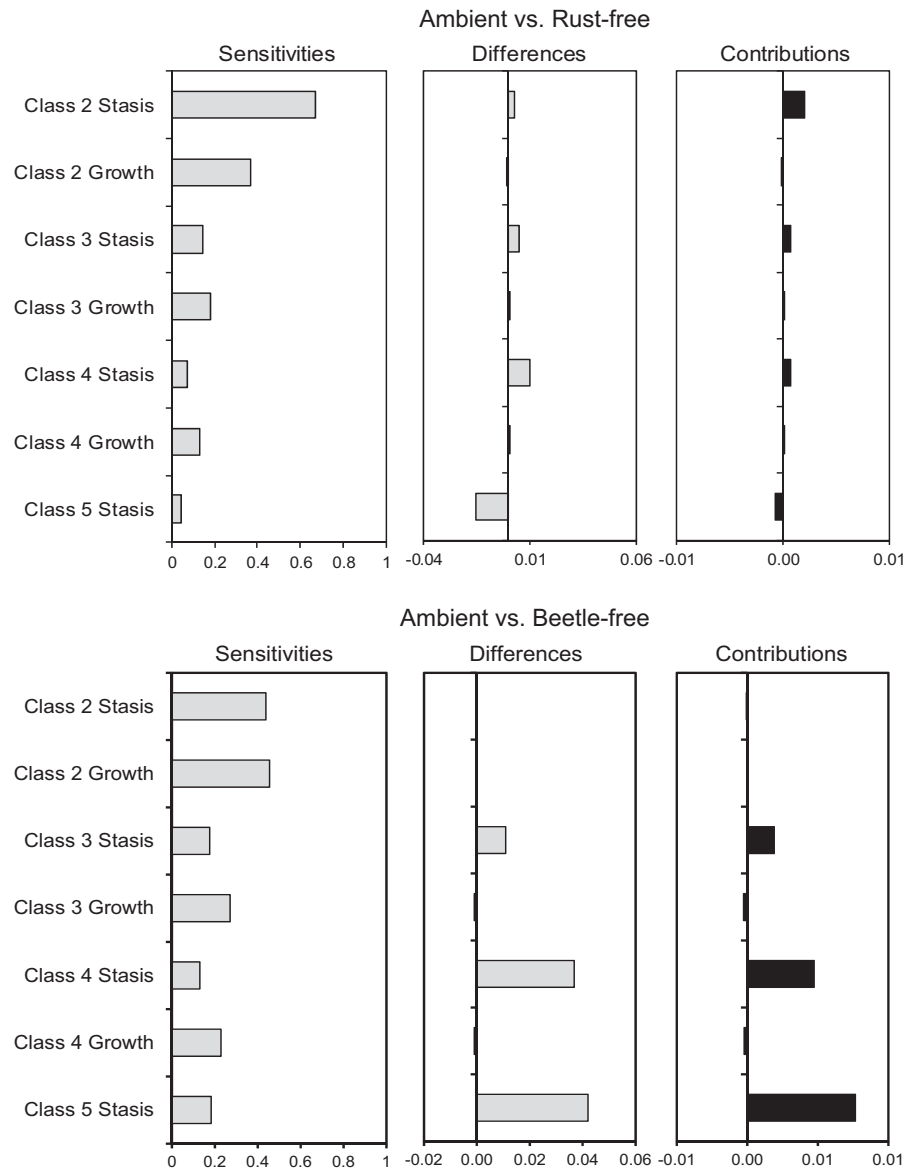 Ambient vs. Rust-free
Sensitivities Differences Contributions
Class 2 Stasis
Class 2 Growth
Class 3 Stasis
Class 3 Growth
Class 4 Stasis
Class 4 Growth
Class 5 Stasis
0 0.2 0.4 0.6 0.8 1 -0.04 0.01 0.06 -0.01 0.00 0.01
Ambient vs. Beetle-free
Sensitivities Differences Contributions
Class 2 Stasis
Class 2 Growth
Class 3 Stasis
Class 3 Growth
Class 4 Stasis
Class 4 Growth
Class 5 Stasis
0 0.2 0.4 0.6 0.8 1 -0.02 0.00 0.02 0.04 0.06 -0.01 0.00 0.01 0.01